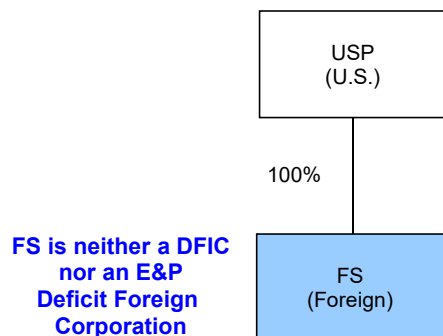 USP
(U.S.)
100%
FS is neither a DFIC
nor an E&P
Deficit Foreign
Corporation
FS
(Foreign)